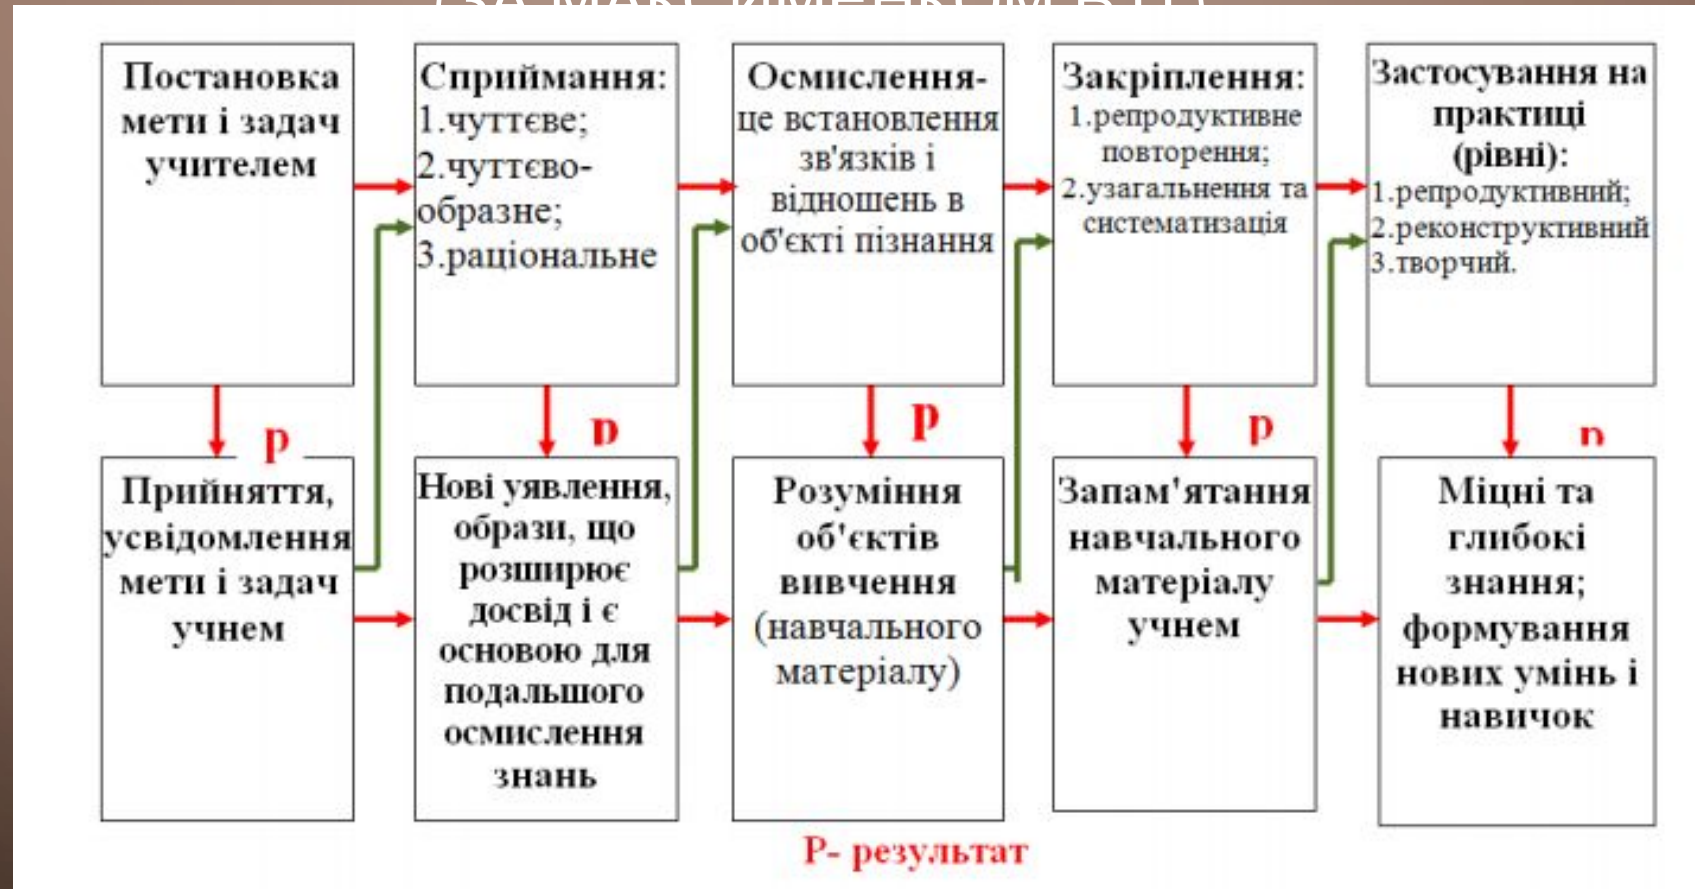 Постановка
мети і задач
учителем
Сприймання:
1.чуттєве;
2.чуттєво-
образне;
3.раціональне
Осмислення-
це встановлення
зв'язків і
відношень в
об'єкті пізнання
Закріплення:
1.репродуктивне
повторення;
2.узагальнення та
систематизація
Застосування на
практиці
(рівні):
1.репродуктивний;
2.реконструктивний
3.творчий.
р
р
р
р
р
Прийняття,
усвідомлення
мети і задач
учнем
Нові уявлення,
образи, що
розширює
досвід і є
основою для
подальшого
осмислення
знань
Розуміння
об'єктів
вивчення
(навчального
матеріалу)
Запам'ятання
навчального
матеріалу
учнем
Міцні та
глибокі
знання;
формування
нових умінь і
навичок
Р- результат